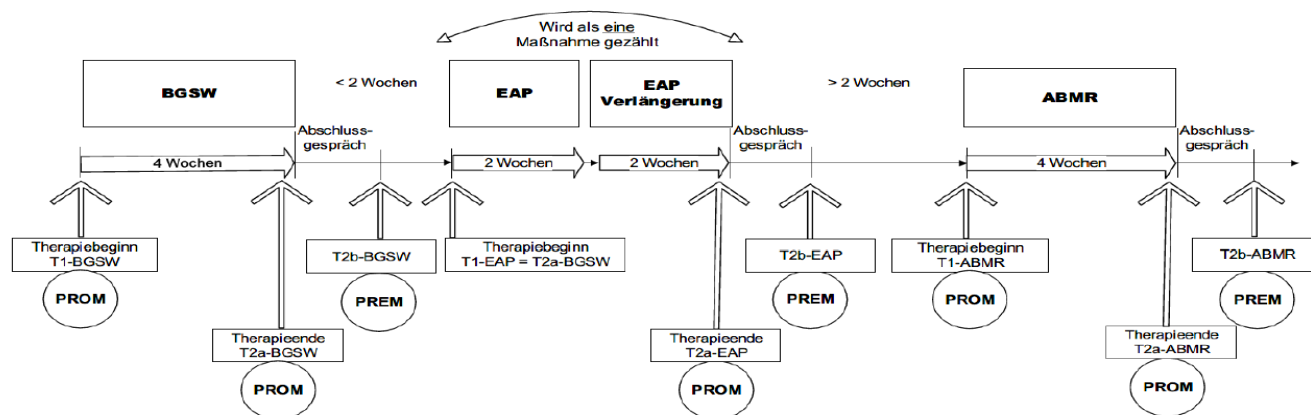 Wird als eine
Maßnahme gezählt
BGSW
< 2 Wochen
EAP
EAP
Verlängerung
> 2 Wochen
ABMR
Abschluss-
gespräch
Abschluss-
gespräch
Abschluss-
gespräch
4 Wochen
2 Wochen
2 Wochen
4 Wochen
Therapiebeginn
T1-BGSW
PROM
Therapieende
T2a-BGSW
PROM
T2b-BGSW
PREM
Therapiebeginn
T1-EAP = T2a-BGSW
Therapieende
T2a-EAP
PROM
T2b-EAP
PREM
Therapiebeginn
T1-ABMR
PROM
Therapieende
T2a-ABMR
PROM
T2b-ABMR
PREM